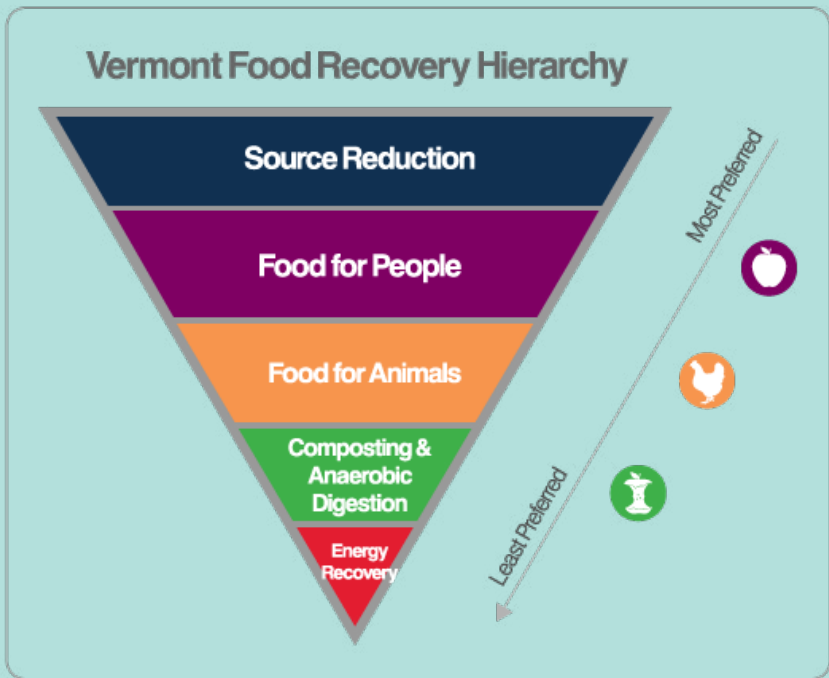 Vermont Food Recovery Hierarchy
Source Reduction
Food for People
Food for Animals
Composting &
Anaerobic
Digestion
Energy
Recovery
Most Preferred
Least Preferred